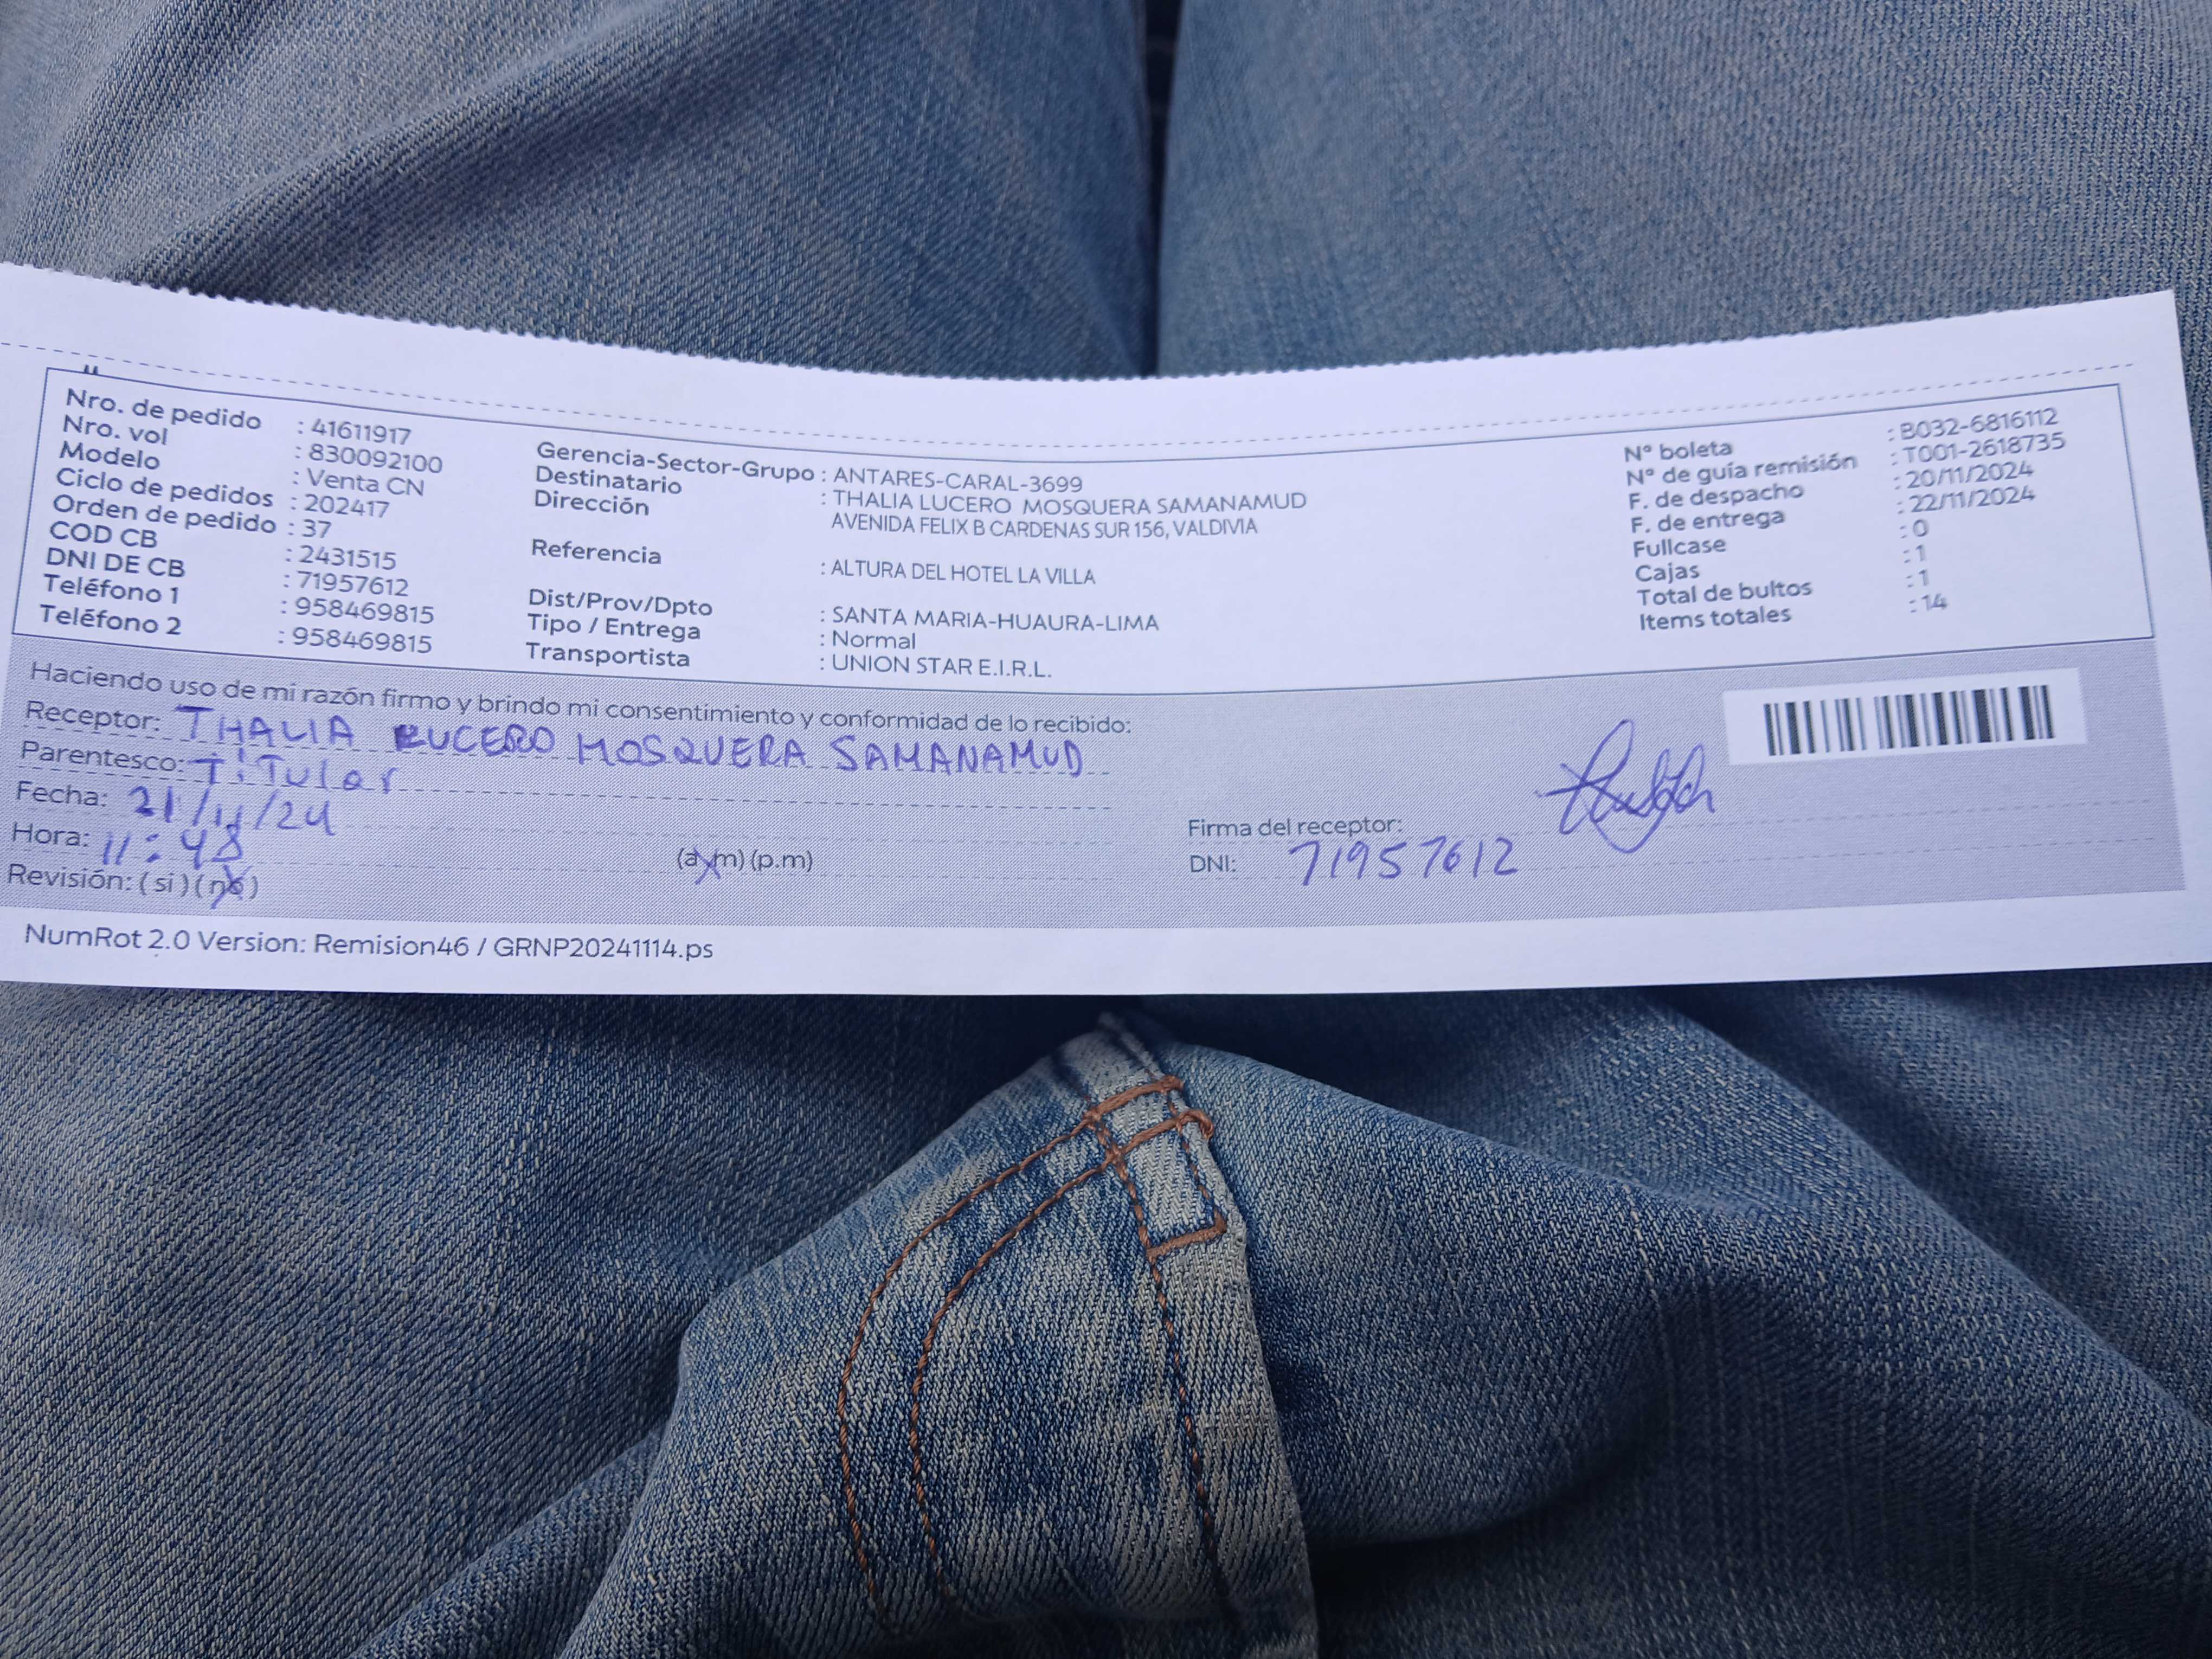 Nro. de pedido : 41611917
Nro. vol : 830092100
Modelo : Venta CN
Ciclo de pedidos : 202417
Orden de pedido : 37
COD CB : 2431515
DNI DE CB : 71957612
Teléfono 1 : 958469815
Teléfono 2 : 958469815
Gerencia-Sector-Grupo : ANTARES-CARAL-3699
Destinatario : THALIA LUCERO MOSQUERA SAMANAMUD
Dirección AVENIDA FELIX B CARDENAS SUR 156, VALDIVIA
Referencia : ALTURA DEL HOTEL LA VILLA
Dist/Prov/Dpto : SANTA MARIA-HUAURA-LIMA
Tipo / Entrega : Normal
Transportista : UNION STAR E.I.R.L.
N° boleta : B032-6816112
N° de guía remisión : T001-2618735
F. de despacho : 20/11/2024
F. de entrega : 22/11/2024
Fullcase : 0
Cajas : 1
Total de bultos : 1
Items totales : 14
Haciendo uso de mi razón firmo y brindo mi consentimiento y conformidad de lo recibido:
Receptor: THALIA LUCERO MOSQUERA SAMANAMUD
Parentesco: Titular
Fecha: 21/11/24
Hora: 11:48 (a.m) (p.m)
Revisión: (si) (no)
Firma del receptor:
DNI: 71957612
NumRot 2.0 Version: Remision46 / GRNP20241114.ps